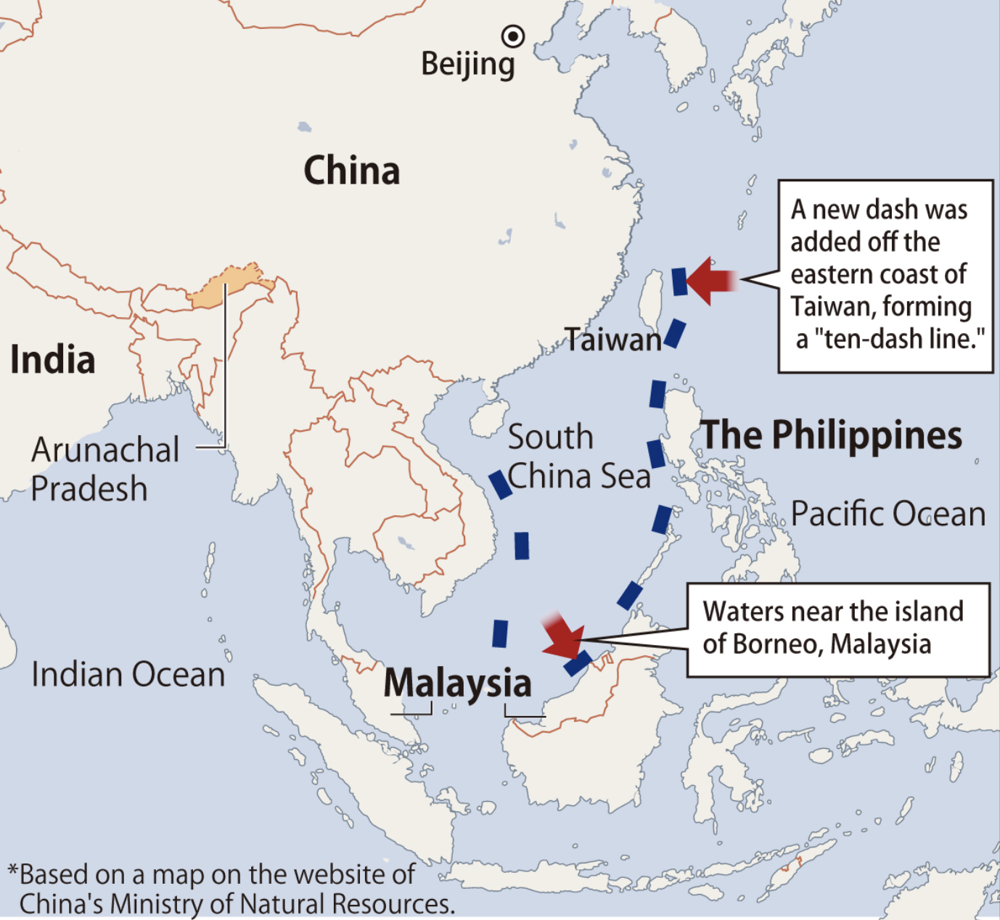 Beijing
China
A new dash was
added off the
eastern coast of
Taiwan, forming
a "ten-dash line."
Taiwan
India
South
China Sea
The Philippines
Arunachal
Pradesh
Pacific Ocean
Waters near the island
of Borneo, Malaysia
Indian Ocean
Malaysia
*Based on a map on the website of
China's Ministry of Natural Resources.